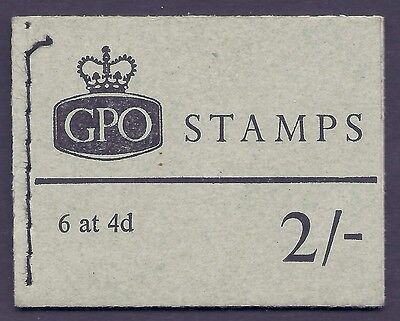 GPO STAMPS
6 at 4d 2/-